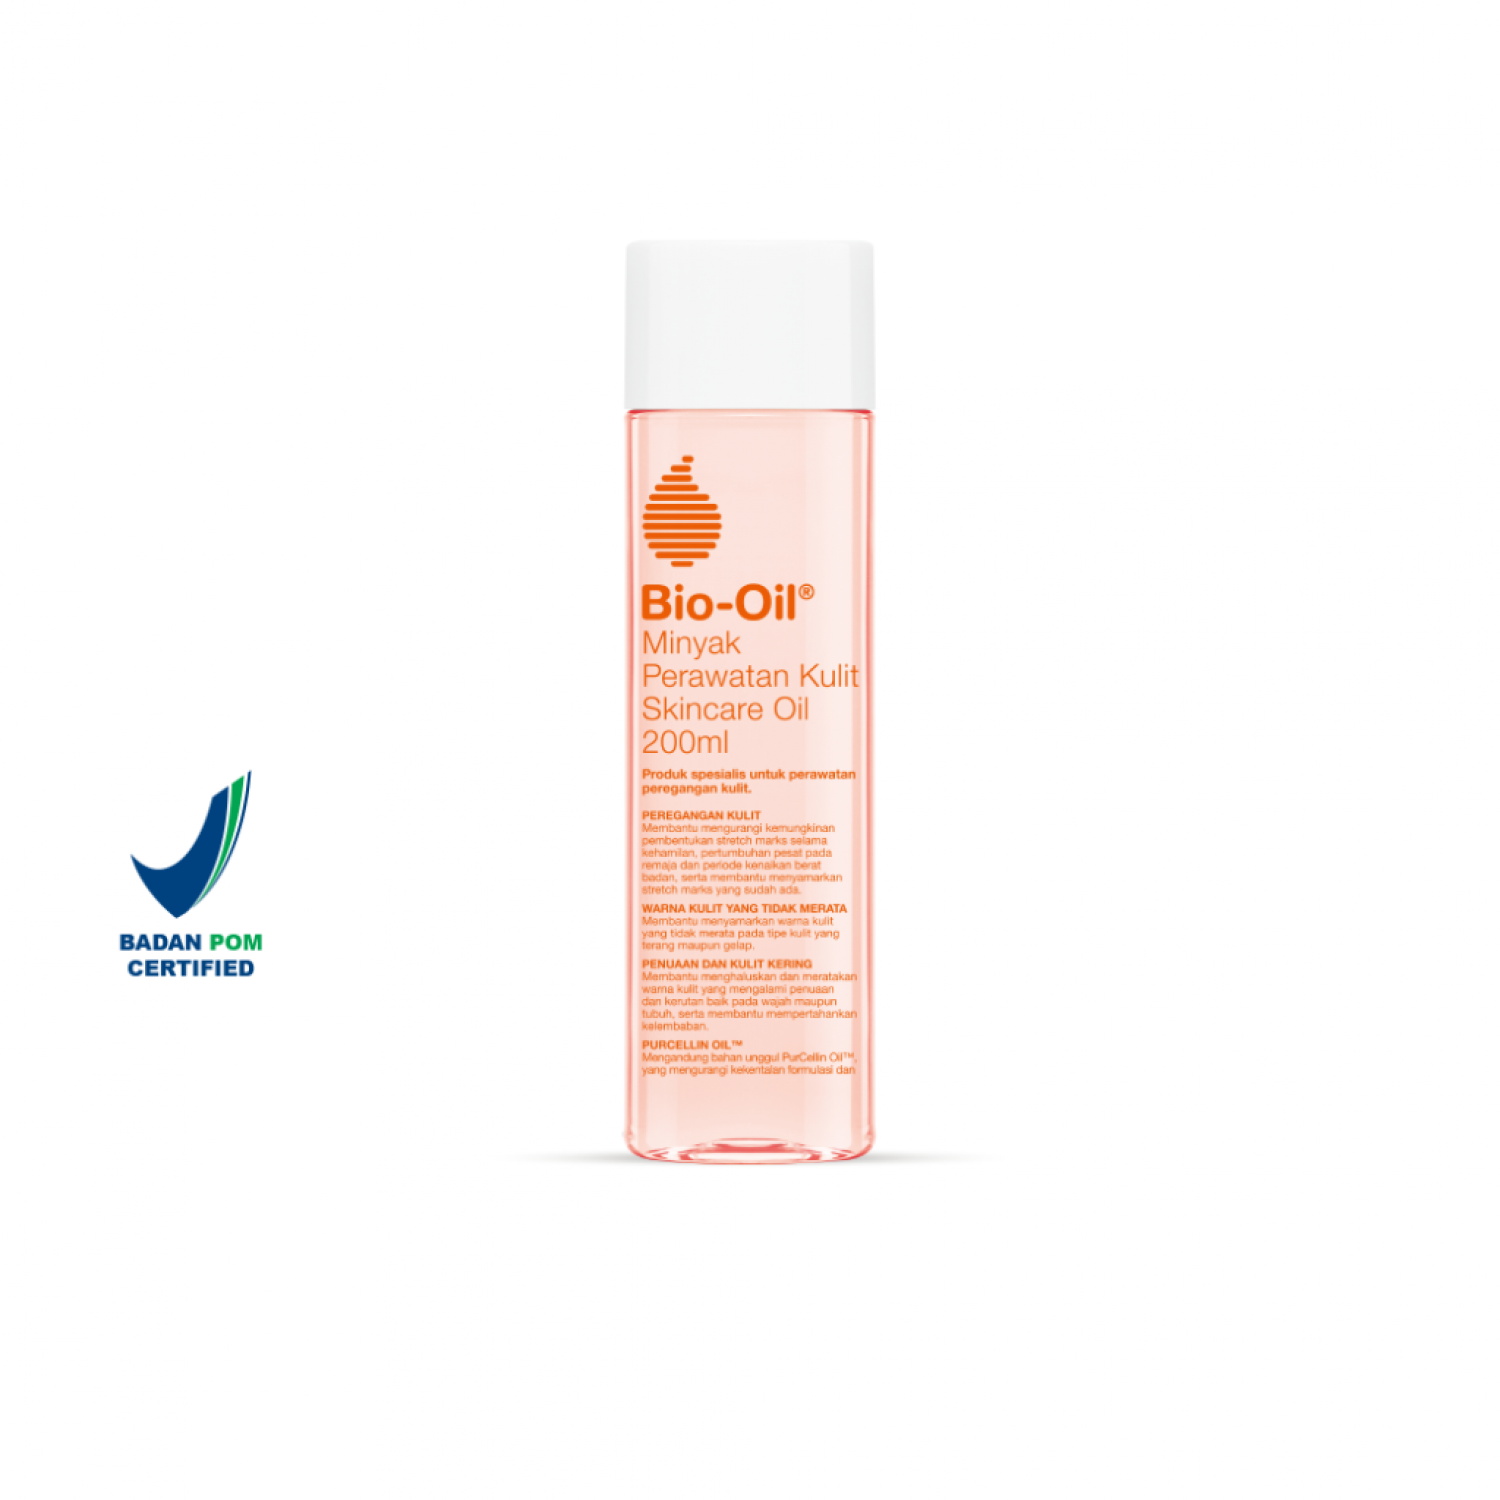 Bio-Oil®
Minyak
Perawatan Kulit
Skincare Oil
200ml
Produk spesialis untuk perawatan
peregangan kulit.
PEREGANGAN KULIT
Membantu mengurangi kemungkinan
pembentukan stretch marks selama
kehamilan, pertumbuhan pesat pada
remaja dan periode kenaikan berat
badan, serta membantu menyamarkan
stretch marks yang sudah ada.
WARNA KULIT YANG TIDAK MERATA
Membantu menyamarkan warna kulit
yang tidak merata pada tipe kulit yang
terang maupun gelap.
PENUAAN DAN KULIT KERING
Membantu menghaluskan dan meratakan
warna kulit yang mengalami penuaan
dan kerutan baik pada wajah maupun
tubuh, serta membantu mempertahankan
kelembaban.
PURCELLIN OIL™
Mengandung bahan unggul PurCellin Oil™,
yang mengurangi kekentalan formulasi dan
BADAN POM
CERTIFIED